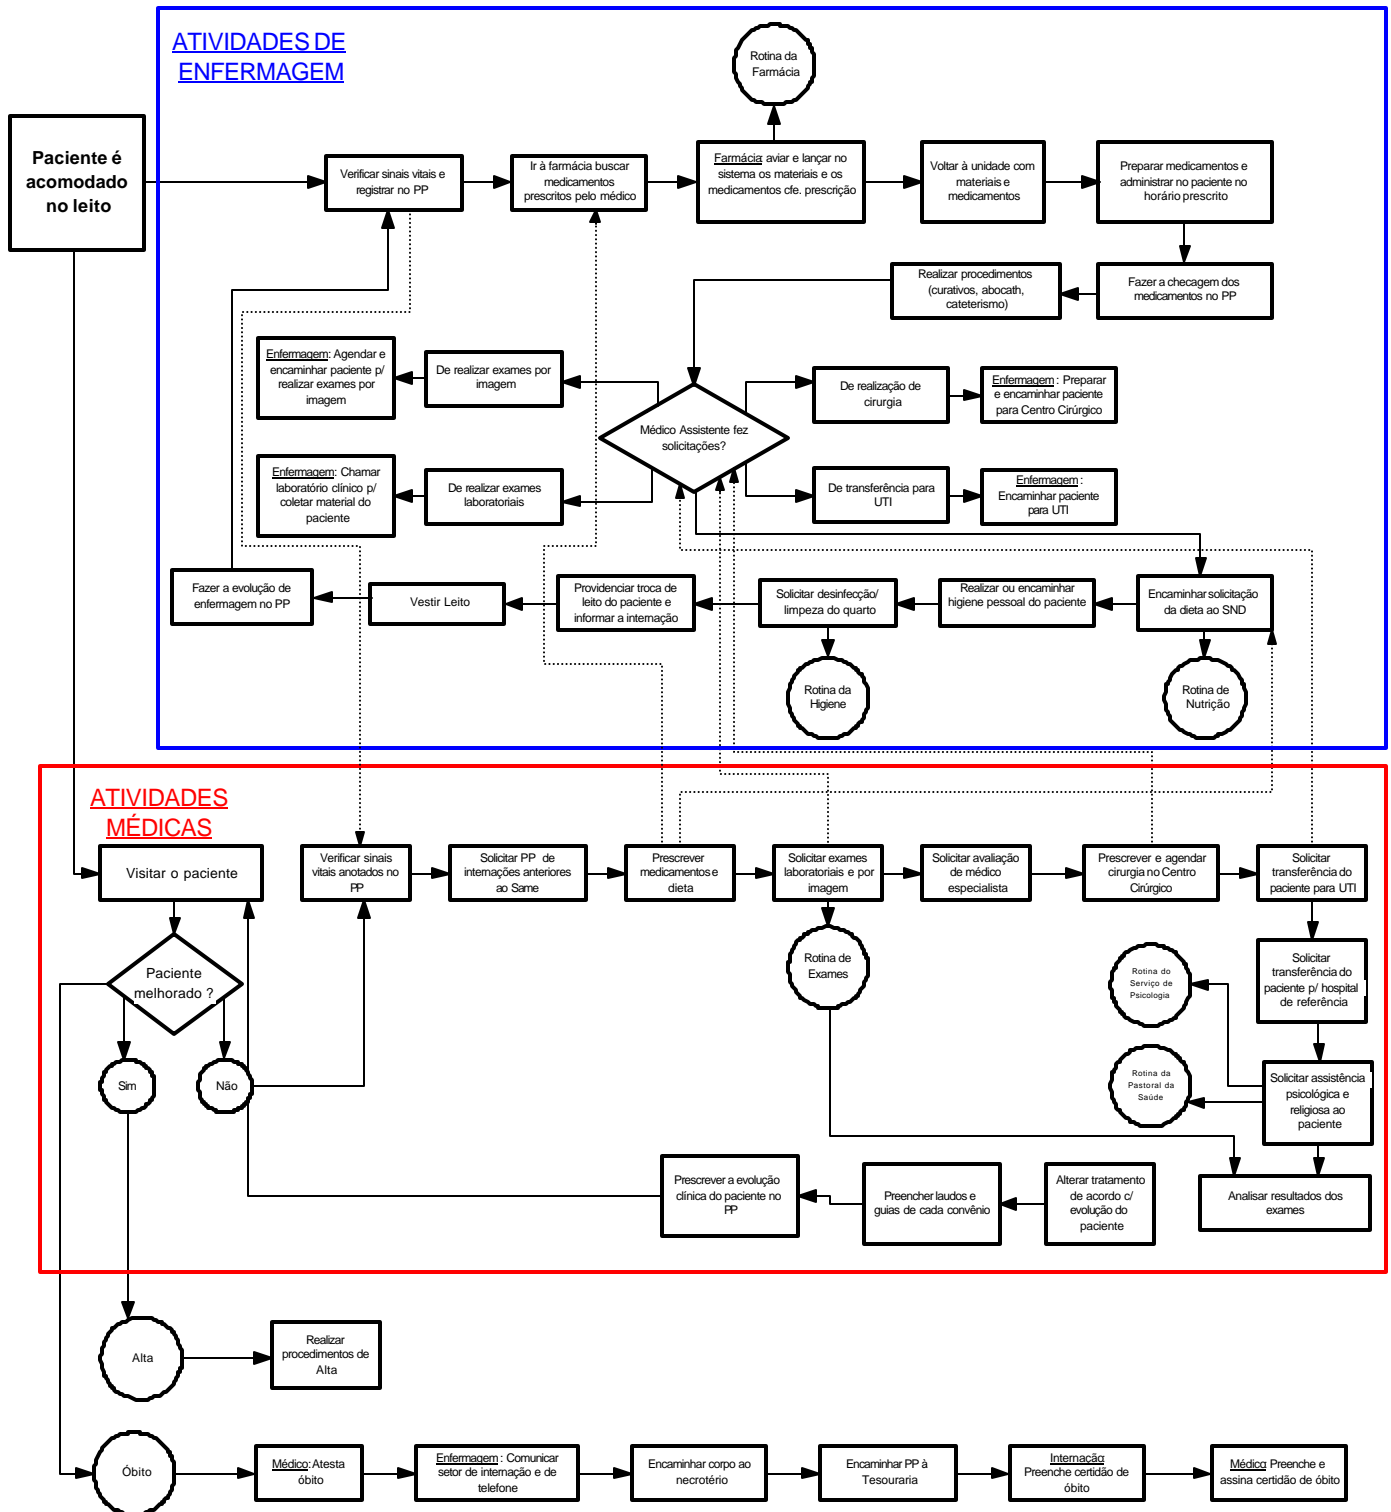 ATIVIDADES DE
ENFERMAGEM
Rotina da
Farmácia
Paciente é
acomodado
no leito
Verificar sinais vitais e
registrar no PP
Ir à farmácia buscar
medicamentos
prescritos pelo médico
Farmácia: aviar e lançar no
sistema os materiais e os
medicamentos cfe. prescrição
Voltar à unidade com
materiais e
medicamentos
Preparar medicamentos e
administrar no paciente no
horário prescrito
Realizar procedimentos
(curativos, abocath,
cateterismo)
Fazer a checagem dos
medicamentos no PP
Enfermagem: Agendar e
encaminhar paciente p/
realizar exames por
imagem
De realizar exames por
imagem
Médico Assistente fez
solicitações?
De realização de
cirurgia
Enfermagem : Preparar
e encaminhar paciente
para Centro Cirúrgico
Enfermagem: Chamar
laboratório clínico p/
coletar material do
paciente
De realizar exames
laboratoriais
De transferência para
UTI
Enfermagem :
Encaminhar paciente
para UTI
Fazer a evolução de
enfermagem no PP
Vestir Leito
Providenciar troca de
leito do paciente e
informar a internação
Solicitar desinfecção/
limpeza do quarto
Realizar ou encaminhar
higiene pessoal do paciente
Encaminhar solicitação
da dieta ao SND
Rotina da
Higiene
Rotina de
Nutrição
ATIVIDADES
MÉDICAS
Visitar o paciente
Verificar sinais
vitais anotados no
PP
Solicitar PP de
internações anteriores
ao Same
Prescrever
medicamentos e
dieta
Solicitar exames
laboratoriais e por
imagem
Solicitar avaliação
de médico
especialista
Prescrever e agendar
cirurgia no Centro
Cirúrgico
Solicitar
transferência do
paciente para UTI
Paciente
melhorado ?
Rotina de
Exames
Rotina do
Serviço de
Psicologia
Solicitar
transferência do
paciente p/ hospital
de referência
Sim
Não
Rotina da
Pastoral da
Saúde
Solicitar assistência
psicológica e
religiosa ao
paciente
Prescrever a evolução
clínica do paciente no
PP
Preencher laudos e
guias de cada convênio
Alterar tratamento
de acordo c/
evolução do
paciente
Analisar resultados dos
exames
Alta
Realizar
procedimentos de
Alta
Óbito
Médico: Atesta
óbito
Enfermagem : Comunicar
setor de internação e de
telefone
Encaminhar corpo ao
necrotério
Encaminhar PP à
Tesouraria
Internação:
Preenche certidão de
óbito
Médico: Preenche e
assina certidão de óbito